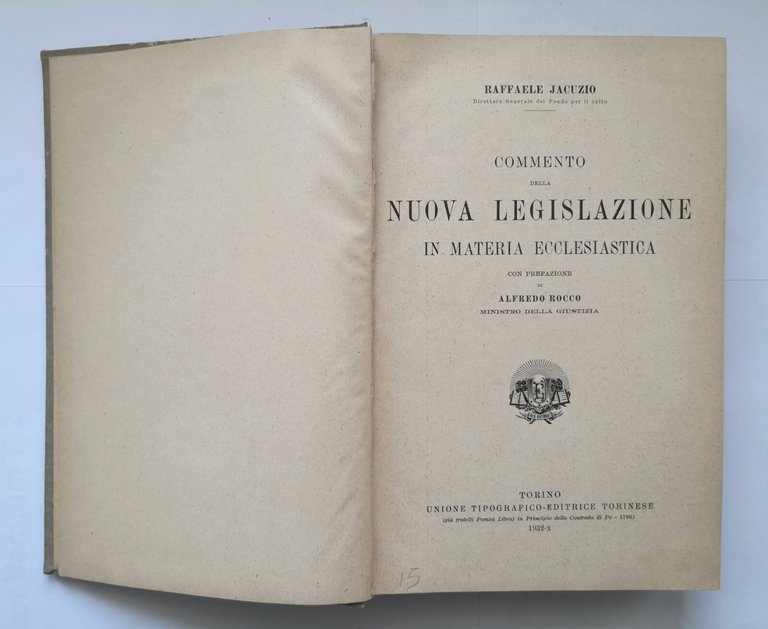 RAFFAELE JACUZIO
Direttore Generale del Fondo per il culto
COMMENTO
DELLA
NUOVA LEGISLAZIONE
IN MATERIA ECCLESIASTICA
CON PREFAZIONE
DI
ALFREDO ROCCO
MINISTRO DELLA GIUSTIZIA
TORINO
UNIONE TIPOGRAFICO-EDITRICE TORINESE
(già fratelli Pomba Libraj in Principio della Contrada di Pò - 1796)
1932-X
15